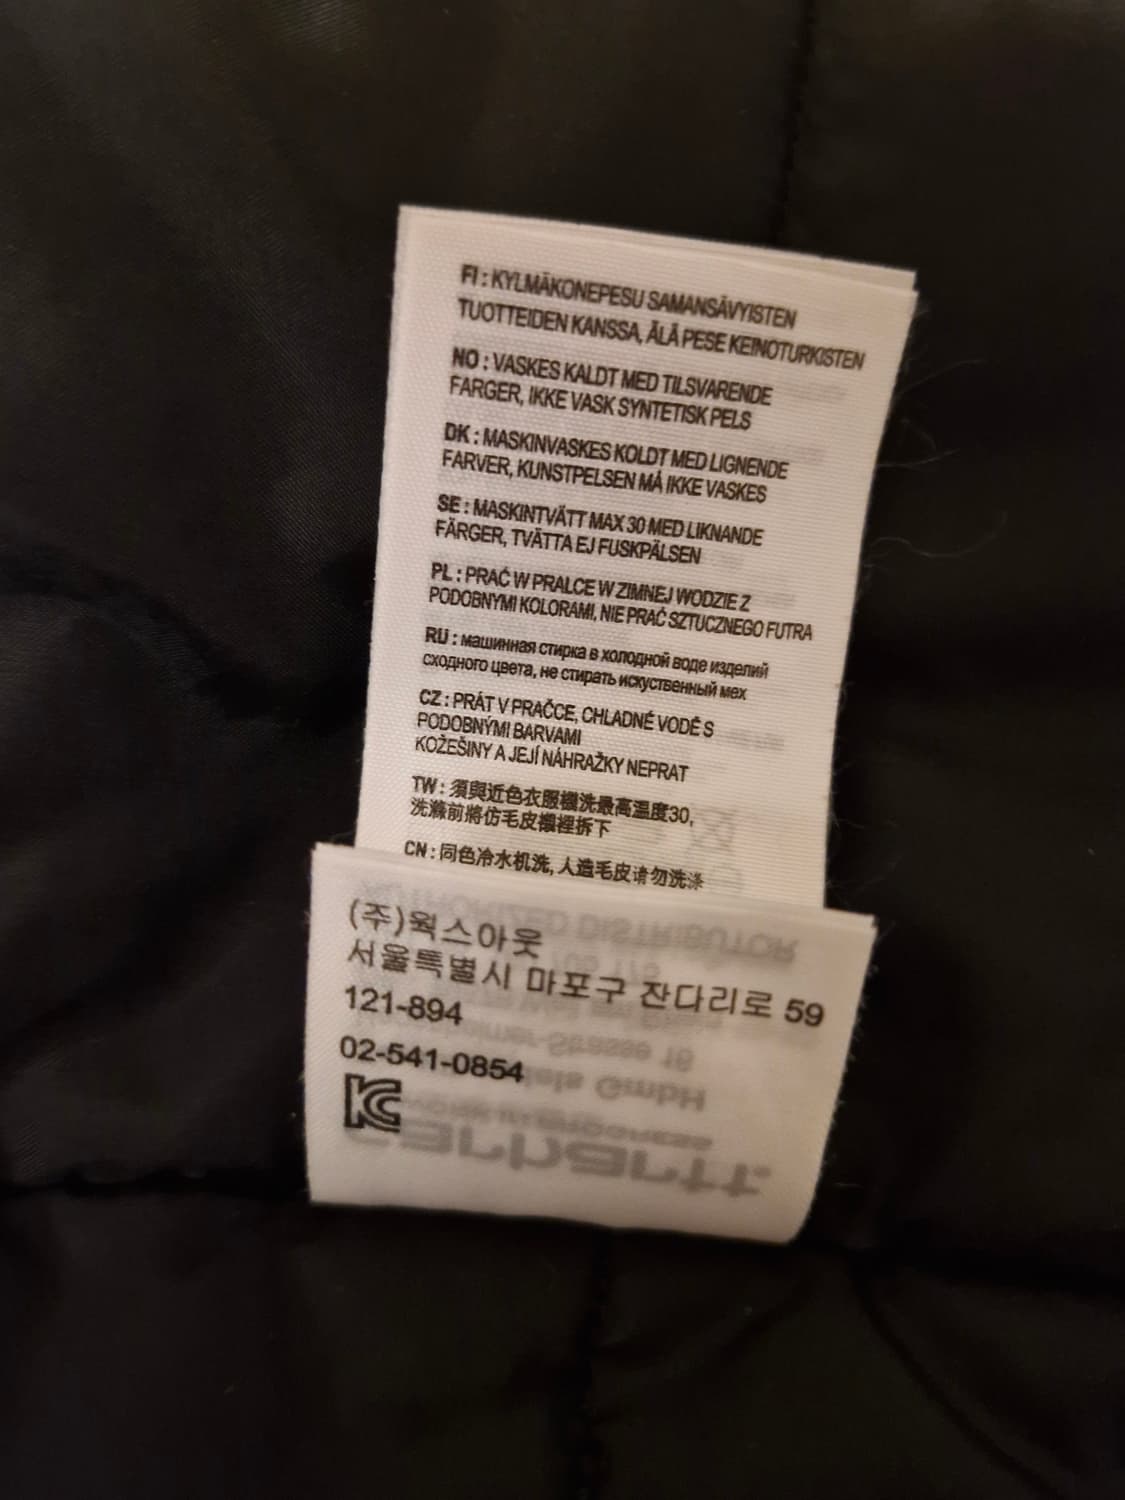 FI : KYLMÄKONEPESU SAMANSÄVYISTEN
TUOTTEIDEN KANSSA, ÄLÄ PESE KEINOTURKISTEN
NO : VASKES KALDT MED TILSVARENDE
FARGER, IKKE VASK SYNTETISK PELS
DK : MASKINVASKES KOLDT MED LIGNENDE
FARVER, KUNSTPELSEN MÅ IKKE VASKES
SE : MASKINTVÄTT MAX 30 MED LIKNANDE
FÄRGER, TVÄTTA EJ FUSKPÄLSEN
PL : PRAĆ W PRALCE W ZIMNEJ WODZIE Z
PODOBNYMI KOLORAMI, NIE PRAĆ SZTUCZNEGO FUTRA
RU : машинная стирка в холодной воде изделий
сходного цвета, не стирать искуственный мех
CZ : PRÁT V PRAČCE, CHLADNÉ VODĚ S
PODOBNÝMI BARVAMI
KOŽEŠINY A JEJÍ NÁHRAŽKY NEPRAT
TW : 須與近色衣服機洗最高溫度30,
洗滌前將仿毛皮襯裡拆下
CN : 同色冷水机洗, 人造毛皮请勿洗涤
(주)웍스아웃
서울특별시 마포구 잔다리로 59
121-894
02-541-0854
KC
AUTHORIZED DISTRIBUTOR
GmbH
carhartt